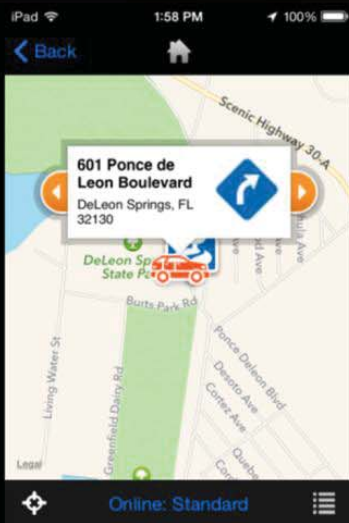 iPad 1:58 PM 100%
Back
Scenic Highway 30-A
601 Ponce de
Leon Boulevard
DeLeon Springs, FL
32130
DeLeon
State
Burts Park Rd
Living Water St
Greenfield Dairy Rd
Ponce Deleon Blvd
Desoto Ave
Cortez Ave
Ave
Ave
Legal
Online: Standard